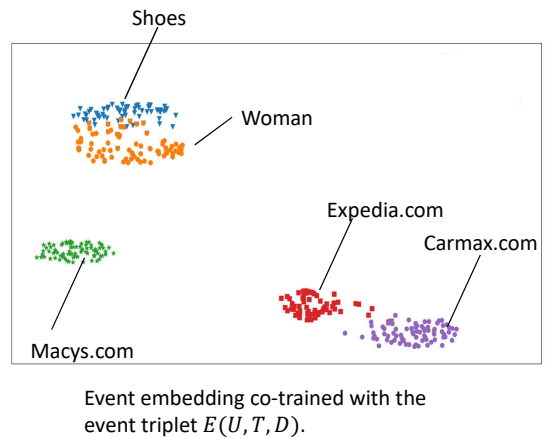 Shoes
Woman
Expedia.com
Carmax.com
Macys.com
Event embedding co-trained with the
event triplet E(U, T, D).